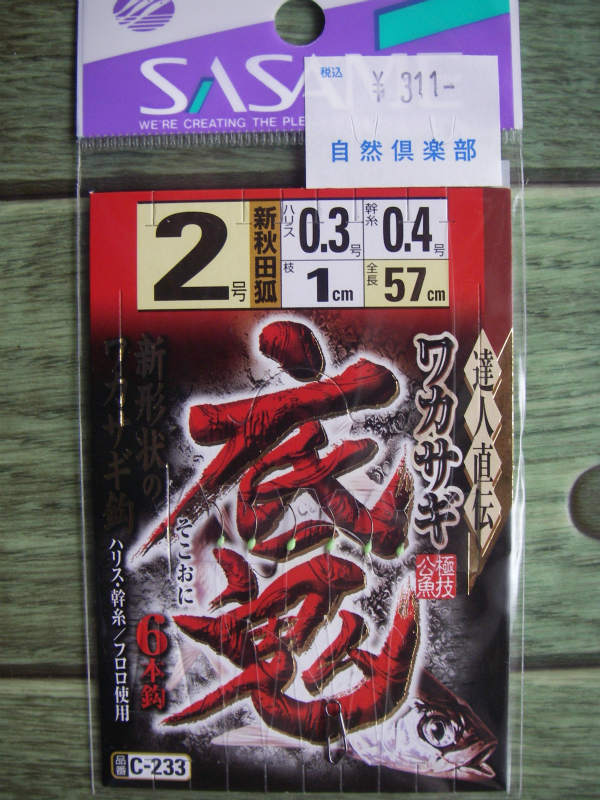 SASAME
WE'RE CREATING THE PLE
税込
¥ 311-
自然倶楽部
2号
新秋田狐
ハリス 0.3号
幹糸 0.4号
枝 1cm
全長 57cm
達人直伝
ワカサギ
極技
公魚
底鬼
そこおに
新形状の
ワカサギ鈎
ハリス・幹糸/フロロ使用
6本鈎
品番 C-233